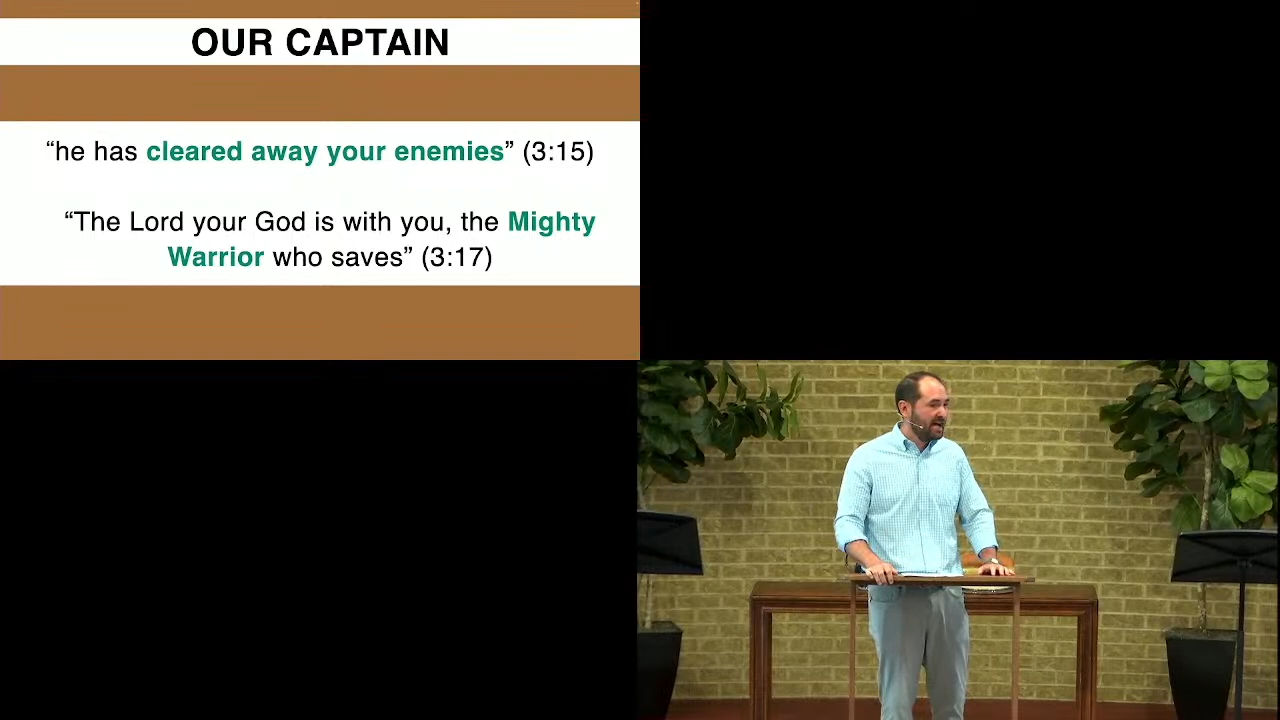 OUR CAPTAIN
“he has cleared away your enemies” (3:15)
“The Lord your God is with you, the Mighty
Warrior who saves” (3:17)